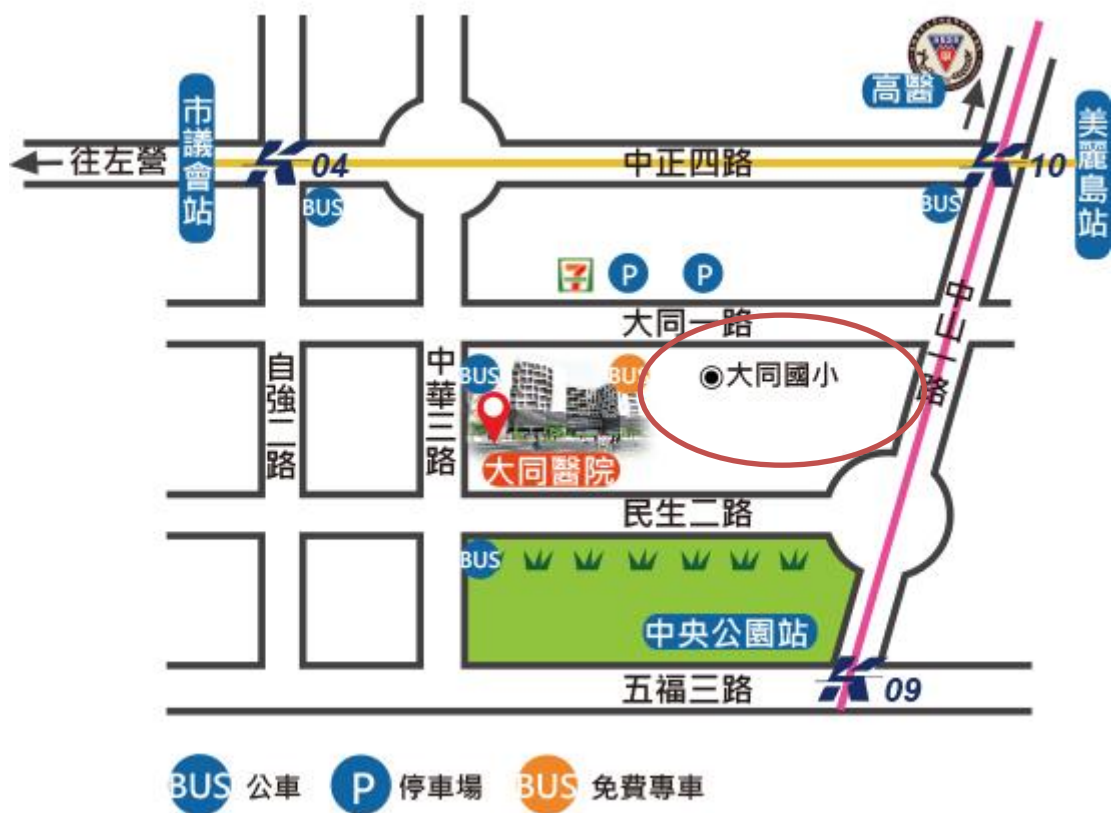 高醫
市議會站
美麗島站
往左營
04
中正四路
10
BUS
BUS
7
P
P
大同一路
中山一路
自強二路
中華三路
BUS
BUS
大同國小
大同醫院
民生二路
BUS
中央公園站
五福三路
09
BUS 公車
P 停車場
BUS 免費專車